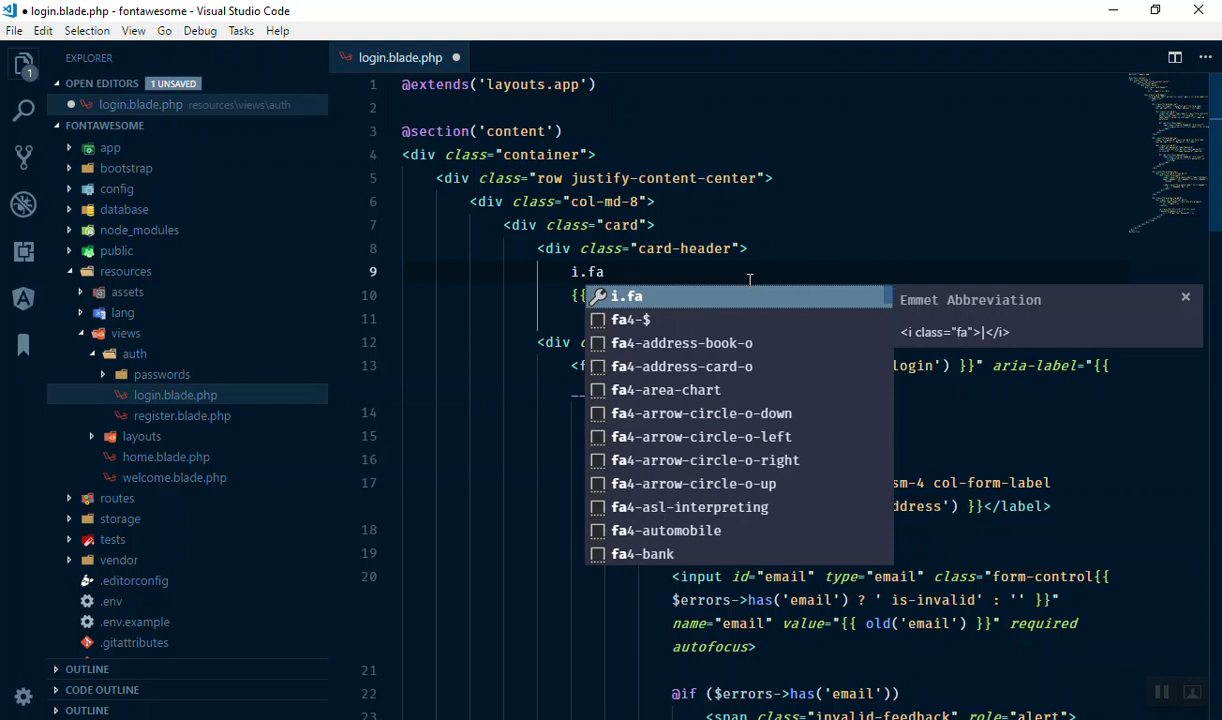 login.blade.php - fontawesome - Visual Studio Code
File Edit Selection View Go Debug Tasks Help
EXPLORER
OPEN EDITORS 1 UNSAVED
login.blade.php resources\views\auth
FONTAWESOME
app
bootstrap
config
database
node_modules
public
resources
assets
lang
views
auth
passwords
login.blade.php
register.blade.php
layouts
home.blade.php
welcome.blade.php
routes
storage
tests
vendor
.editorconfig
.env
.env.example
.gitattributes
OUTLINE
CODE OUTLINE
OUTLINE
1
login.blade.php
1 @extends('layouts.app')
2
3 @section('content')
4 <div class="container">
5 <div class="row justify-content-center">
6 <div class="col-md-8">
7 <div class="card">
8 <div class="card-header">
9 i.fa
10 {{
11
12 <div c
13 <f login') }}" aria-label="{{
14
15
16
17 sm-4 col-form-label
ddress') }}</label>
18
19
20 <input id="email" type="email" class="form-control{{
$errors->has('email') ? ' is-invalid' : '' }}"
name="email" value="{{ old('email') }}" required
autofocus>
21
22 @if ($errors->has('email'))
23 <span class="invalid-feedback" role="alert">
i.fa
fa4-$
fa4-address-book-o
fa4-address-card-o
fa4-area-chart
fa4-arrow-circle-o-down
fa4-arrow-circle-o-left
fa4-arrow-circle-o-right
fa4-arrow-circle-o-up
fa4-asl-interpreting
fa4-automobile
fa4-bank
Emmet Abbreviation
<i class="fa">|</i>